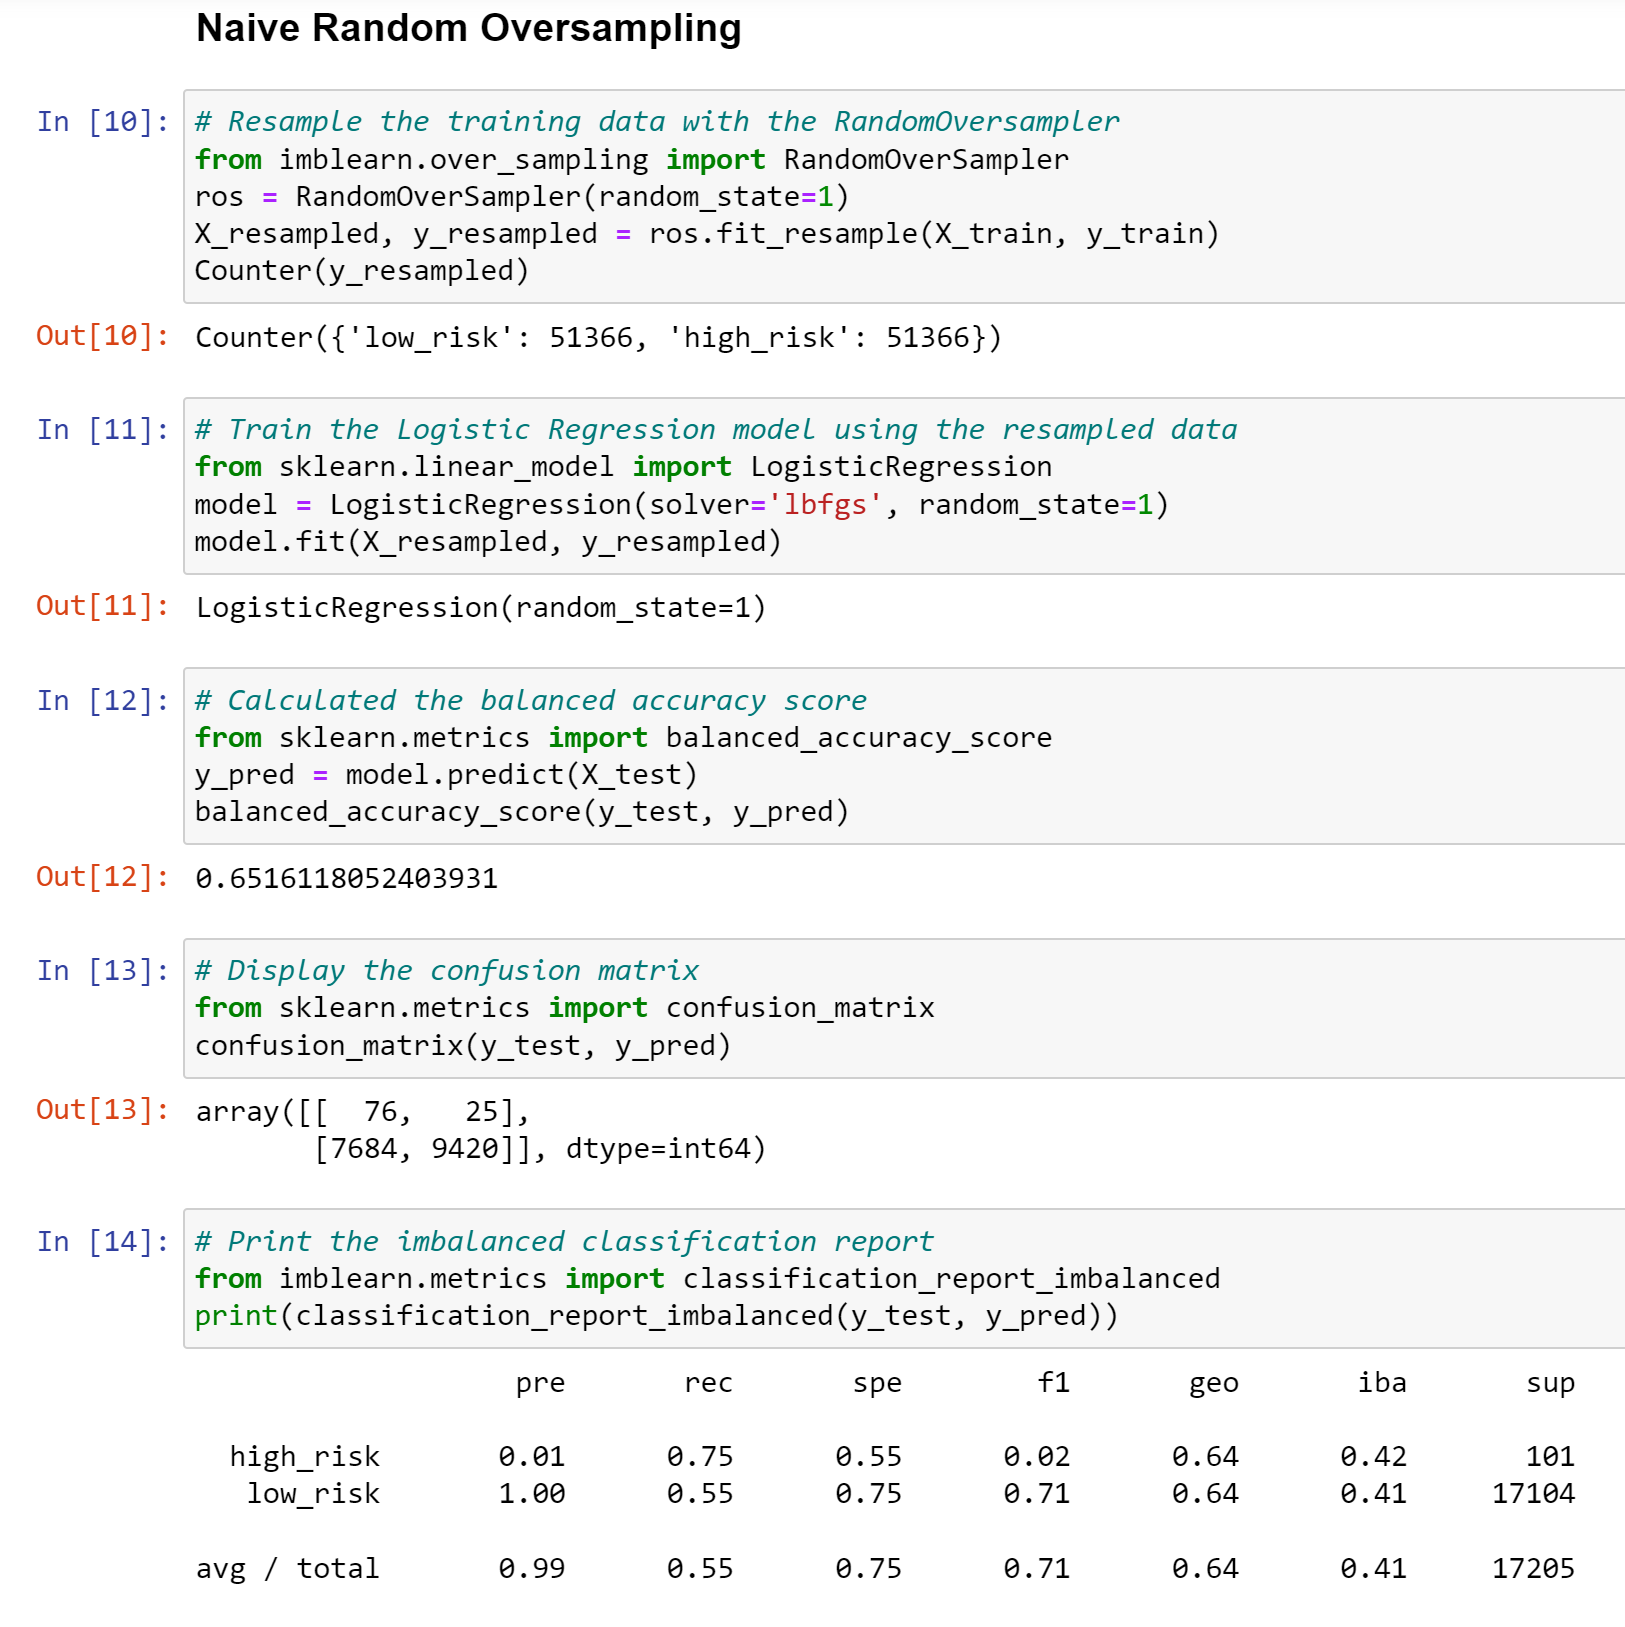 Naive Random Oversampling
In [10]: # Resample the training data with the RandomOversampler
from imblearn.over_sampling import RandomOverSampler
ros = RandomOverSampler(random_state=1)
X_resampled, y_resampled = ros.fit_resample(X_train, y_train)
Counter(y_resampled)
Out[10]: Counter({'low_risk': 51366, 'high_risk': 51366})
In [11]: # Train the Logistic Regression model using the resampled data
from sklearn.linear_model import LogisticRegression
model = LogisticRegression(solver='lbfgs', random_state=1)
model.fit(X_resampled, y_resampled)
Out[11]: LogisticRegression(random_state=1)
In [12]: # Calculated the balanced accuracy score
from sklearn.metrics import balanced_accuracy_score
y_pred = model.predict(X_test)
balanced_accuracy_score(y_test, y_pred)
Out[12]: 0.6516118052403931
In [13]: # Display the confusion matrix
from sklearn.metrics import confusion_matrix
confusion_matrix(y_test, y_pred)
Out[13]: array([[  76,   25],
       [7684, 9420]], dtype=int64)
In [14]: # Print the imbalanced classification report
from imblearn.metrics import classification_report_imbalanced
print(classification_report_imbalanced(y_test, y_pred))
pre rec spe f1 geo iba sup
high_risk 0.01 0.75 0.55 0.02 0.64 0.42 101
low_risk 1.00 0.55 0.75 0.71 0.64 0.41 17104
avg / total 0.99 0.55 0.75 0.71 0.64 0.41 17205